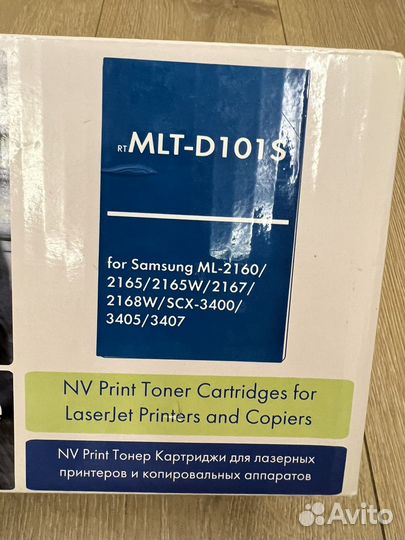 RT MLT-D101S
for Samsung ML-2160/
2165/2165W/2167/
2168W/SCX-3400/
3405/3407
NV Print Toner Cartridges for
LaserJet Printers and Copiers
NV Print Тонер Картриджи для лазерных
принтеров и копировальных аппаратов
Avito